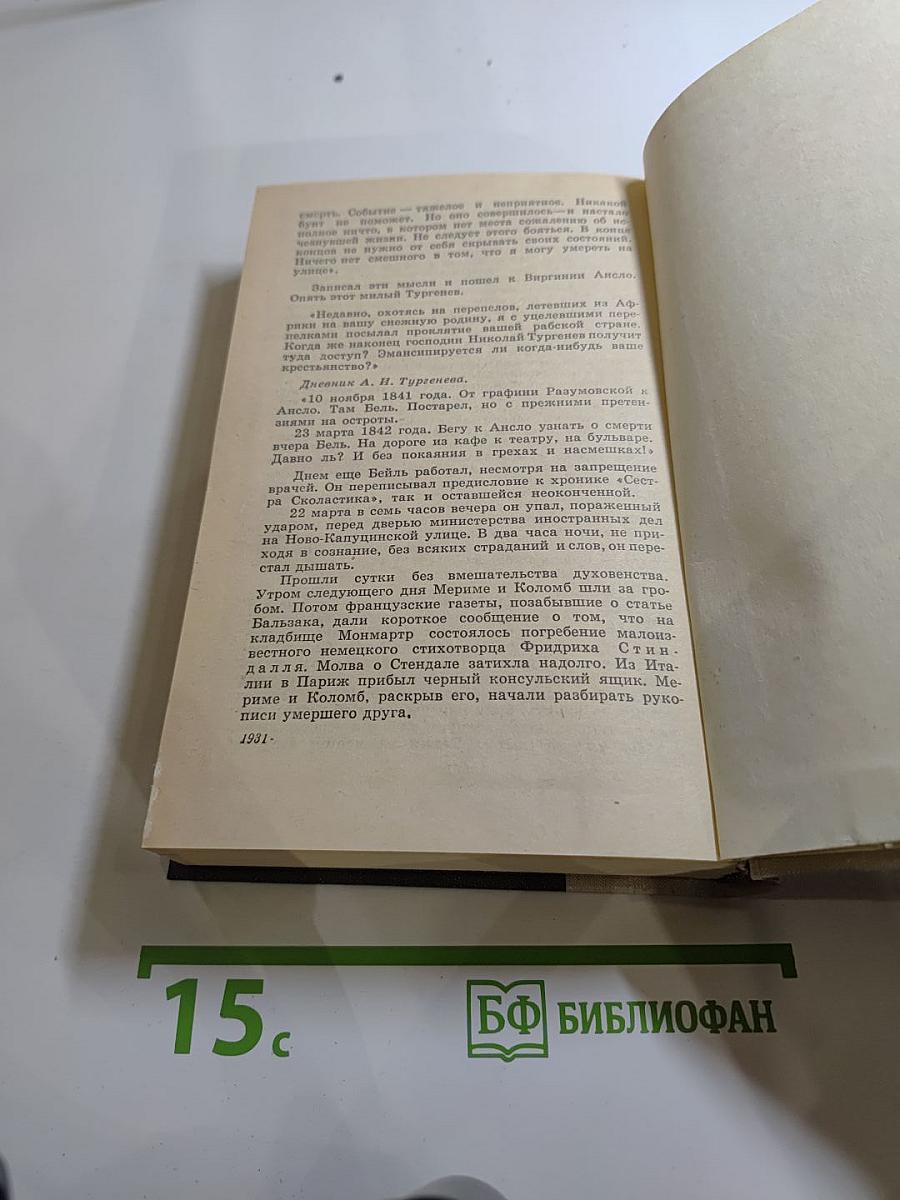 смерть. Событие — тяжелое и неприятное. Никакой
бунт не поможет. Но оно совершилось—и настало
полное ничто, в котором нет места сожалению об ис-
чезнувшей жизни. Не следует этого бояться. В конце
концов не нужно от себя скрывать своих состояний.
Ничего нет смешного в том, что я могу умереть на
улице».
Записал эти мысли и пошел к Виргинии Ансло.
Опять этот милый Тургенев.
«Недавно, охотясь на перепелов, летевших из Аф-
рики на вашу снежную родину, я с уцелевшими пере-
пелками посылал проклятие вашей рабской стране.
Когда же наконец господин Николай Тургенев получит
туда доступ? Эмансипируется ли когда-нибудь ваше
крестьянство?»
Дневник А. И. Тургенева.
«10 ноября 1841 года. От графини Разумовской к
Ансло. Там Бель. Постарел, но с прежними претен-
зиями на остроты.
23 марта 1842 года. Бегу к Ансло узнать о смерти
вчера Бель. На дороге из кафе к театру, на бульваре.
Давно ль? И без покаяния в грехах и насмешках!»
Днем еще Бейль работал, несмотря на запрещение
врачей. Он переписывал предисловие к хронике «Сест-
ра Сколастика», так и оставшейся неоконченной.
22 марта в семь часов вечера он упал, пораженный
ударом, перед дверью министерства иностранных дел
на Ново-Капуцинской улице. В два часа ночи, не при-
ходя в сознание, без всяких страданий и слов, он пере-
стал дышать.
Прошли сутки без вмешательства духовенства.
Утром следующего дня Мериме и Коломб шли за гро-
бом. Потом французские газеты, позабывшие о статье
Бальзака, дали короткое сообщение о том, что на
кладбище Монмартр состоялось погребение малоиз-
вестного немецкого стихотворца Фридриха Стин-
далля. Молва о Стендале затихла надолго. Из Ита-
лии в Париж прибыл черный консульский ящик. Ме-
риме и Коломб, раскрыв его, начали разбирать руко-
писи умершего друга.
1931-
15 с
БФ БИБЛИОФАН